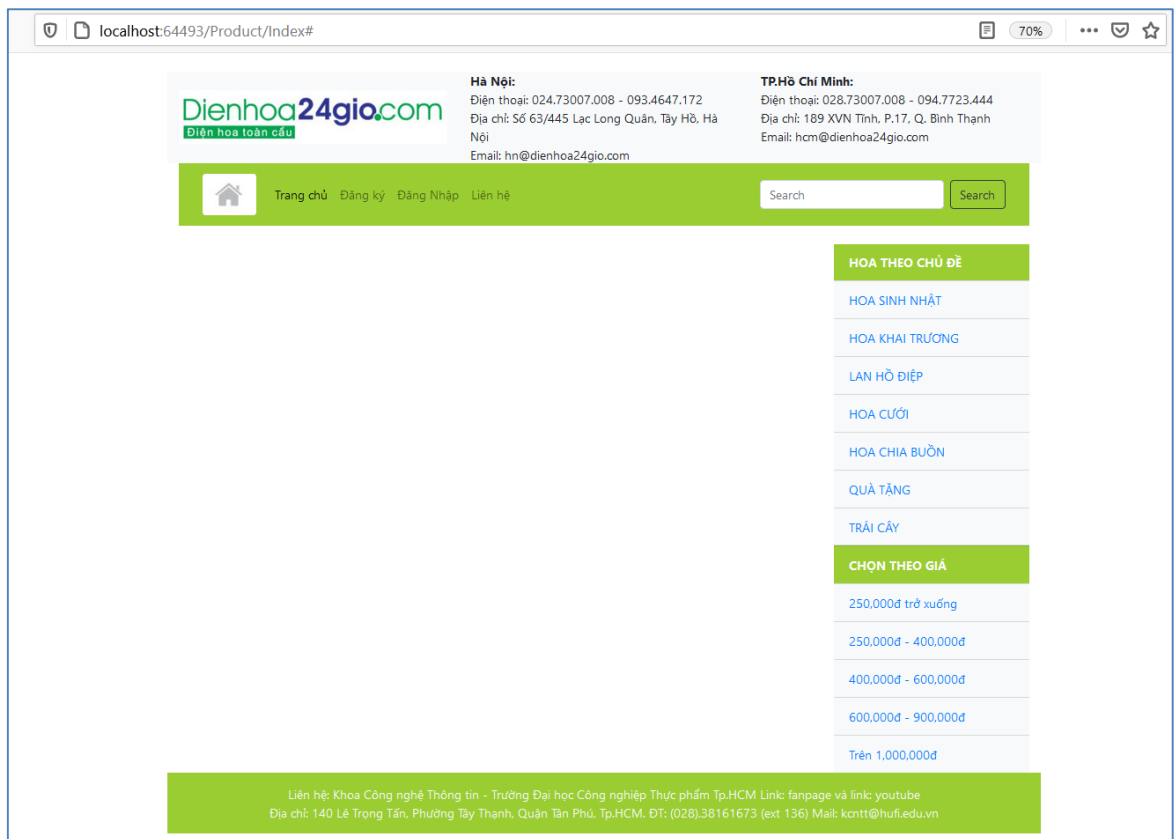 localhost:64493/Product/Index#
70%
Dienhoa24gio.com
Điện hoa toàn cầu
Hà Nội:
Điện thoại: 024.73007.008 - 093.4647.172
Địa chỉ: Số 63/445 Lạc Long Quân, Tây Hồ, Hà
Nội
Email: hn@dienhoa24gio.com
TP.Hồ Chí Minh:
Điện thoại: 028.73007.008 - 094.7723.444
Địa chỉ: 189 XVN Tĩnh, P.17, Q. Bình Thạnh
Email: hcm@dienhoa24gio.com
Trang chủ Đăng ký Đăng Nhập Liên hệ
Search
Search
HOA THEO CHỦ ĐỀ
HOA SINH NHẬT
HOA KHAI TRƯƠNG
LAN HỒ ĐIỆP
HOA CƯỚI
HOA CHIA BUỒN
QUÀ TẶNG
TRÁI CÂY
CHỌN THEO GIÁ
250,000đ trở xuống
250,000đ - 400,000đ
400,000đ - 600,000đ
600,000đ - 900,000đ
Trên 1,000,000đ
Liên hệ: Khoa Công nghệ Thông tin - Trường Đại học Công nghiệp Thực phẩm Tp.HCM Link: fanpage và link: youtube
Địa chỉ: 140 Lê Trọng Tấn, Phường Tây Thạnh, Quận Tân Phú, Tp.HCM. ĐT: (028).38161673 (ext 136) Mail: kcntt@hufi.edu.vn